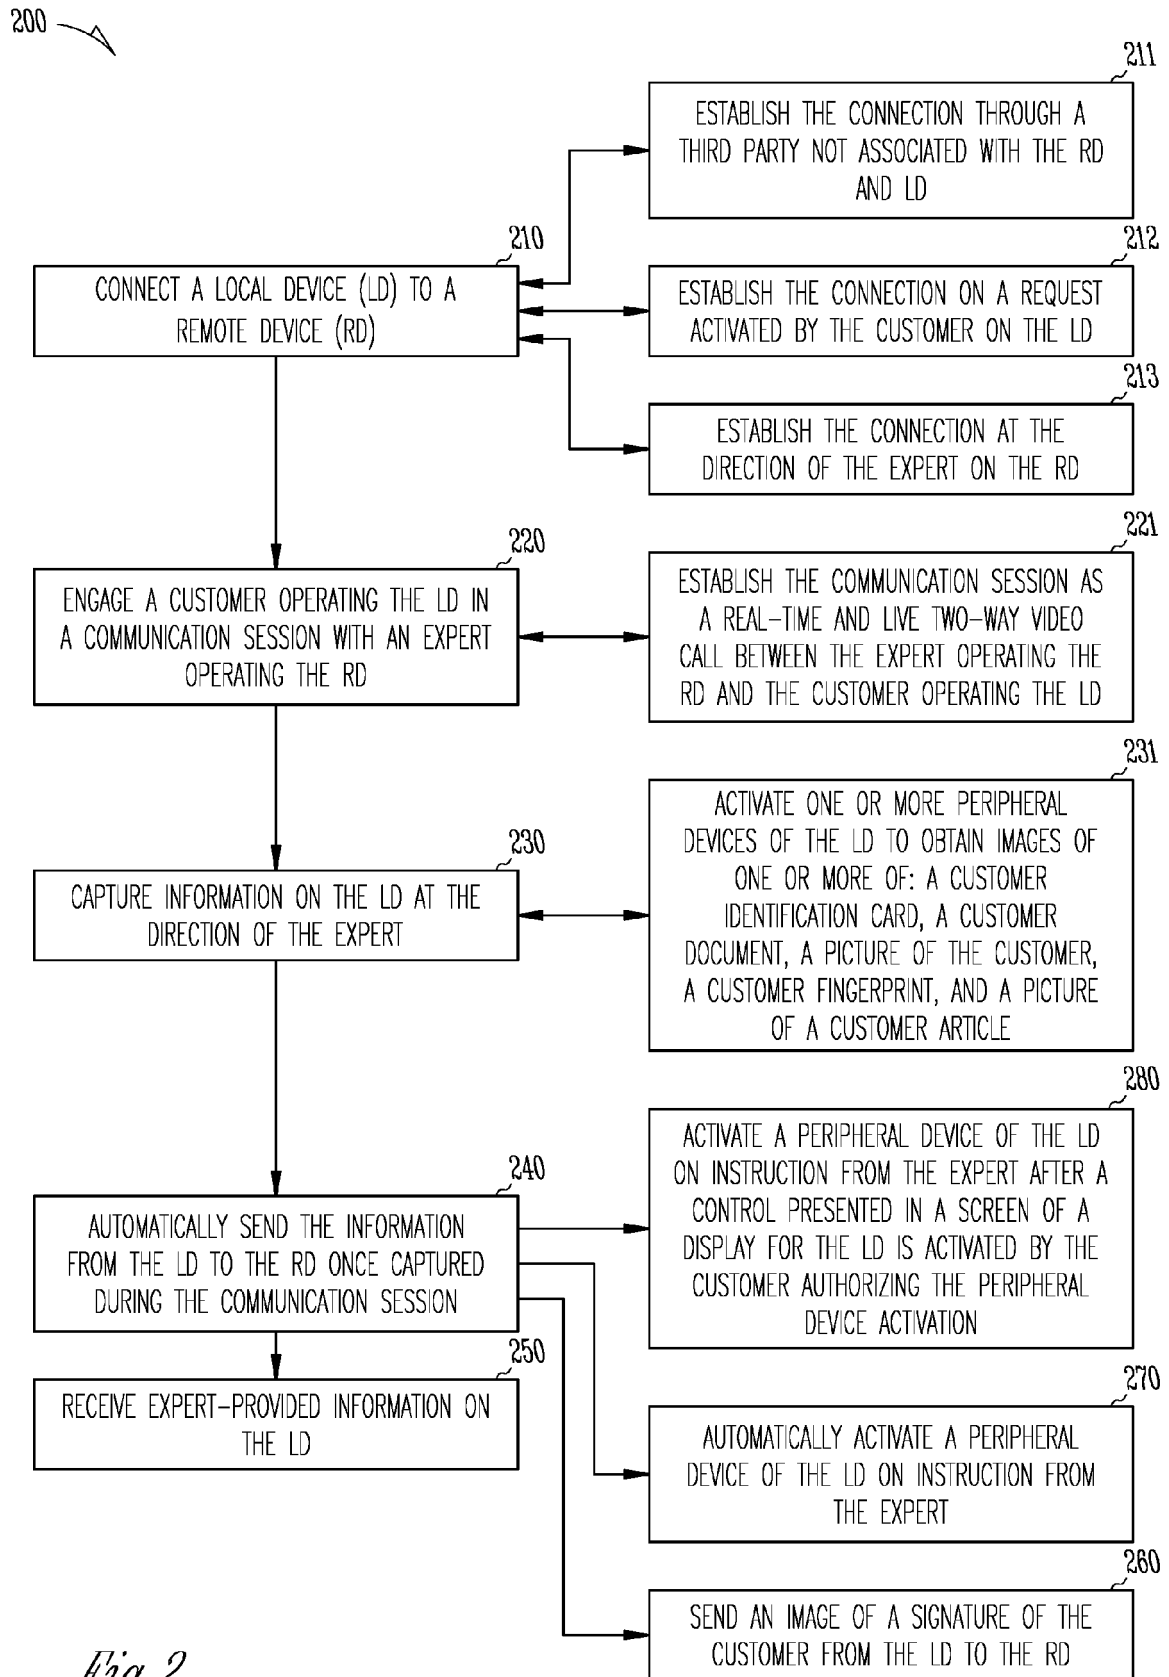 200
211
ESTABLISH THE CONNECTION THROUGH A
THIRD PARTY NOT ASSOCIATED WITH THE RD
AND LD
210
CONNECT A LOCAL DEVICE (LD) TO A
REMOTE DEVICE (RD)
212
ESTABLISH THE CONNECTION ON A REQUEST
ACTIVATED BY THE CUSTOMER ON THE LD
213
ESTABLISH THE CONNECTION AT THE
DIRECTION OF THE EXPERT ON THE RD
220
ENGAGE A CUSTOMER OPERATING THE LD IN
A COMMUNICATION SESSION WITH AN EXPERT
OPERATING THE RD
221
ESTABLISH THE COMMUNICATION SESSION AS
A REAL-TIME AND LIVE TWO-WAY VIDEO
CALL BETWEEN THE EXPERT OPERATING THE
RD AND THE CUSTOMER OPERATING THE LD
230
CAPTURE INFORMATION ON THE LD AT THE
DIRECTION OF THE EXPERT
231
ACTIVATE ONE OR MORE PERIPHERAL
DEVICES OF THE LD TO OBTAIN IMAGES OF
ONE OR MORE OF: A CUSTOMER
IDENTIFICATION CARD, A CUSTOMER
DOCUMENT, A PICTURE OF THE CUSTOMER,
A CUSTOMER FINGERPRINT, AND A PICTURE
OF A CUSTOMER ARTICLE
240
AUTOMATICALLY SEND THE INFORMATION
FROM THE LD TO THE RD ONCE CAPTURED
DURING THE COMMUNICATION SESSION
280
ACTIVATE A PERIPHERAL DEVICE OF THE LD
ON INSTRUCTION FROM THE EXPERT AFTER A
CONTROL PRESENTED IN A SCREEN OF A
DISPLAY FOR THE LD IS ACTIVATED BY THE
CUSTOMER AUTHORIZING THE PERIPHERAL
DEVICE ACTIVATION
250
RECEIVE EXPERT-PROVIDED INFORMATION ON
THE LD
270
AUTOMATICALLY ACTIVATE A PERIPHERAL
DEVICE OF THE LD ON INSTRUCTION FROM
THE EXPERT
260
SEND AN IMAGE OF A SIGNATURE OF THE
CUSTOMER FROM THE LD TO THE RD
Fig. 2